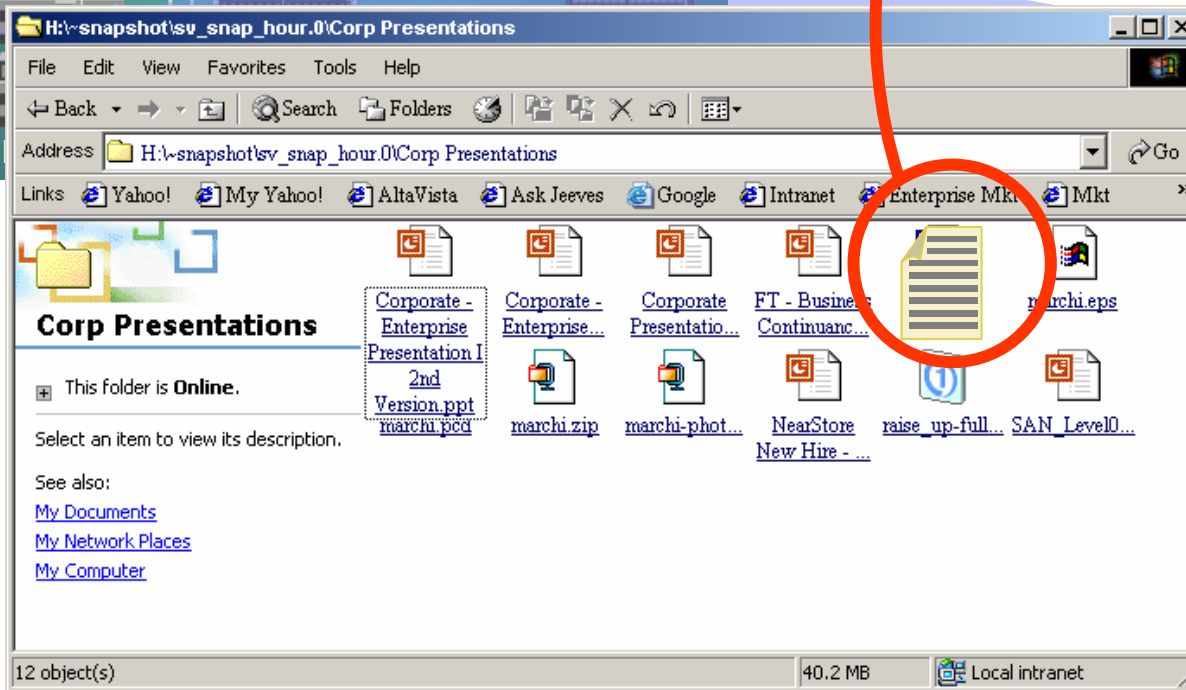 H:\~snapshot\sv_snap_hour.0\Corp Presentations
File Edit View Favorites Tools Help
Back Search Folders
Address H:\~snapshot\sv_snap_hour.0\Corp Presentations Go
Links Yahoo! My Yahoo! AltaVista Ask Jeeves Google Intranet Enterprise Mkt Mkt »
Corp Presentations
This folder is Online.
Select an item to view its description.
See also:
My Documents
My Network Places
My Computer
Corporate -
Enterprise
Presentation I
2nd
Version.ppt
Corporate -
Enterprise...
Corporate
Presentatio...
FT - Business
Continuanc...
marchi.eps
marchi.pcd
marchi.zip
marchi-phot...
NearStore
New Hire - ...
raise_up-full...
SAN_Level0...
12 object(s) 40.2 MB Local intranet